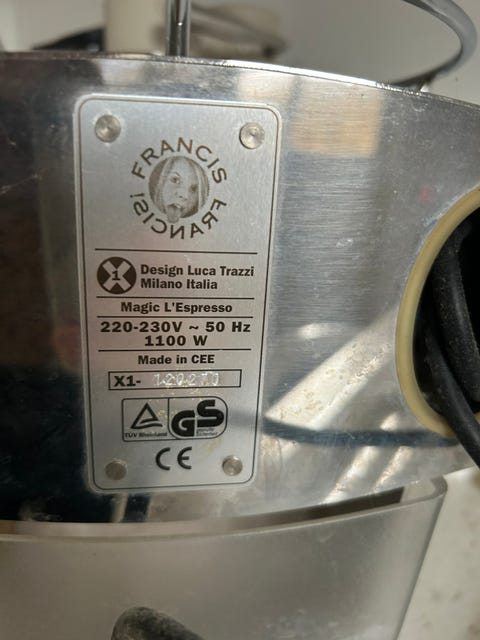 FRANCIS FRANCIS!
X1
Design Luca Trazzi
Milano Italia
Magic L'Espresso
220-230V ~ 50 Hz
1100 W
Made in CEE
X1-
TÜV Rheinland
GS
CE